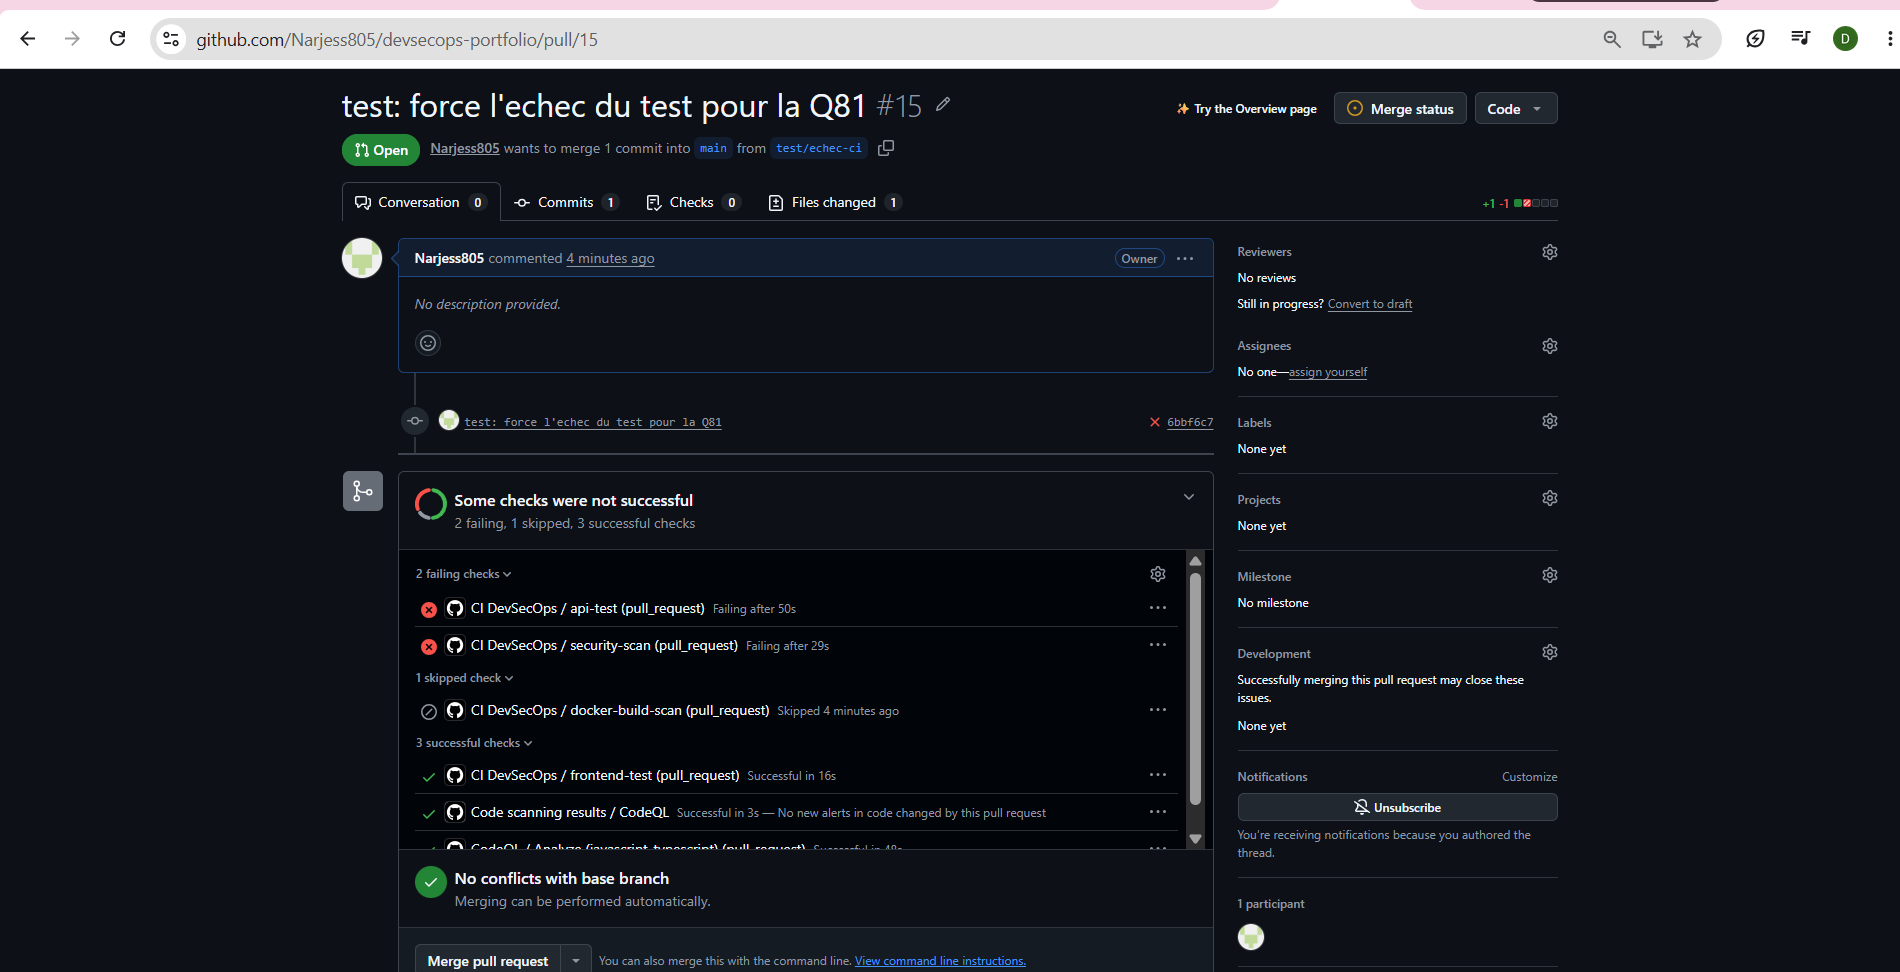 github.com/Narjess805/devsecops-portfolio/pull/15
D
test: force l'echec du test pour la Q81 #15
Try the Overview page
Merge status
Code
Open
Narjess805 wants to merge 1 commit into main from test/echec-ci
Conversation 0
Commits 1
Checks 0
Files changed 1
+1 -1
Narjess805 commented 4 minutes ago
Owner
No description provided.
test: force l'echec du test pour la Q81
6bbf6c7
Some checks were not successful
2 failing, 1 skipped, 3 successful checks
2 failing checks
CI DevSecOps / api-test (pull_request) Failing after 50s
CI DevSecOps / security-scan (pull_request) Failing after 29s
1 skipped check
CI DevSecOps / docker-build-scan (pull_request) Skipped 4 minutes ago
3 successful checks
CI DevSecOps / frontend-test (pull_request) Successful in 16s
Code scanning results / CodeQL Successful in 3s — No new alerts in code changed by this pull request
CodeQL / Analyze (javascript-typescript) (pull_request) Successful in 48s
No conflicts with base branch
Merging can be performed automatically.
Merge pull request
You can also merge this with the command line. View command line instructions.
Reviewers
No reviews
Still in progress? Convert to draft
Assignees
No one—assign yourself
Labels
None yet
Projects
None yet
Milestone
No milestone
Development
Successfully merging this pull request may close these
issues.
None yet
Notifications
Customize
Unsubscribe
You're receiving notifications because you authored the
thread.
1 participant